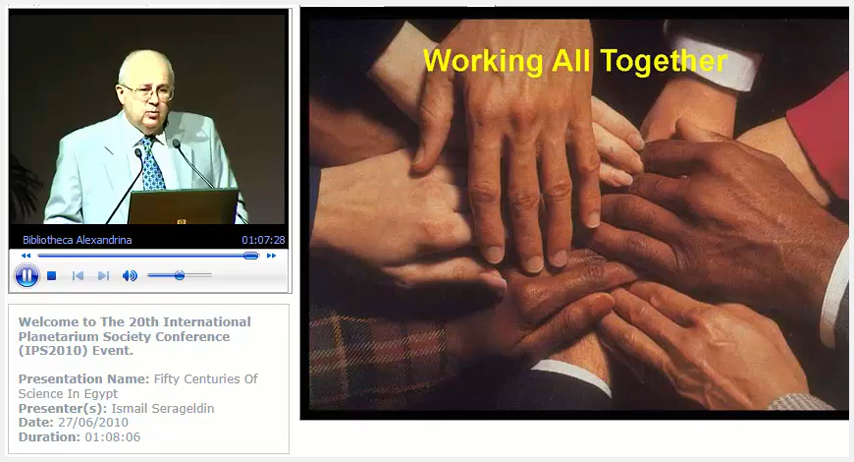 Working All Together
Bibliotheca Alexandrina 01:07:28
Welcome to The 20th International
Planetarium Society Conference
(IPS2010) Event.
Presentation Name: Fifty Centuries Of
Science In Egypt
Presenter(s): Ismail Serageldin
Date: 27/06/2010
Duration: 01:08:06